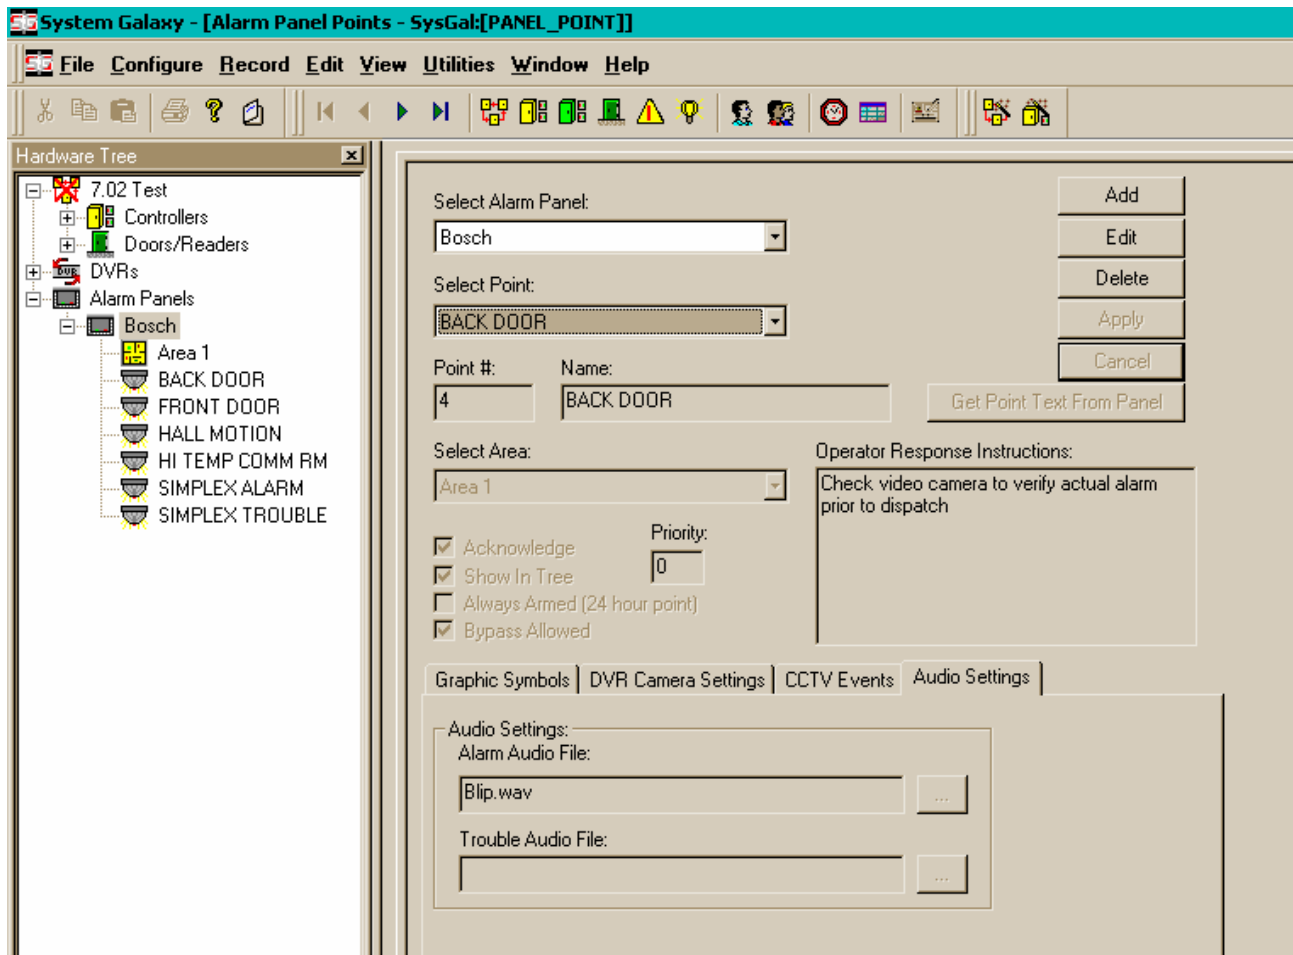 SG System Galaxy - [Alarm Panel Points - SysGal:[PANEL_POINT]]
SG File Configure Record Edit View Utilities Window Help
Hardware Tree
7.02 Test
Controllers
Doors/Readers
DVR DVRs
Alarm Panels
Bosch
Area 1
BACK DOOR
FRONT DOOR
HALL MOTION
HI TEMP COMM RM
SIMPLEX ALARM
SIMPLEX TROUBLE
Select Alarm Panel:
Bosch
Select Point:
BACK DOOR
Point #: Name:
4 BACK DOOR
Add
Edit
Delete
Apply
Cancel
Get Point Text From Panel
Select Area:
Area 1
Priority:
0
Acknowledge
Show In Tree
Always Armed (24 hour point)
Bypass Allowed
Operator Response Instructions:
Check video camera to verify actual alarm
prior to dispatch
Graphic Symbols DVR Camera Settings CCTV Events Audio Settings
Audio Settings:
Alarm Audio File:
Blip.wav ...
Trouble Audio File:
...